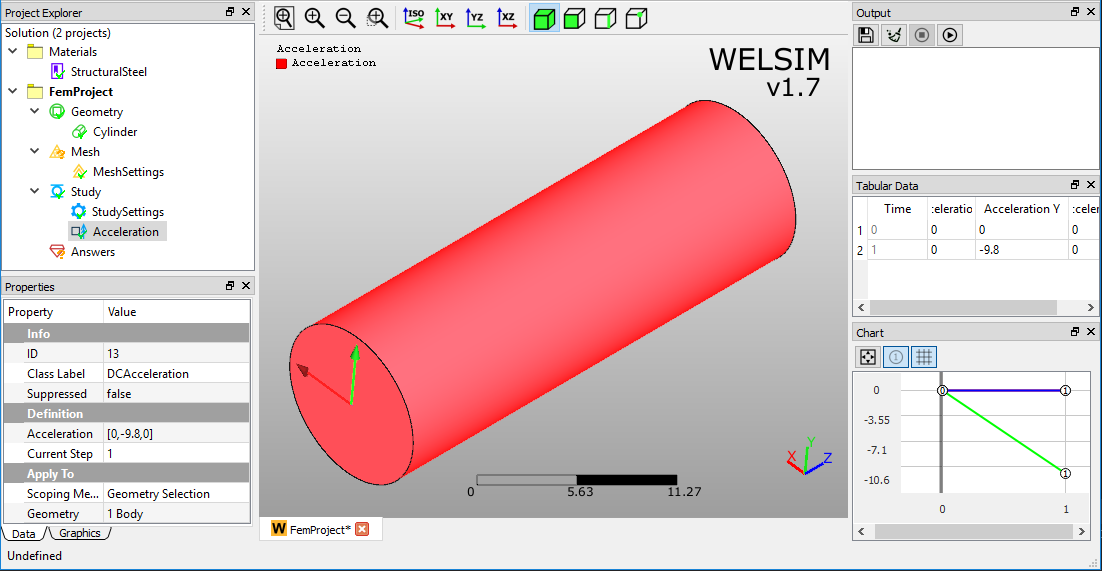 Project Explorer
Solution (2 projects)
Materials
StructuralSteel
FemProject
Geometry
Cylinder
Mesh
MeshSettings
Study
StudySettings
Acceleration
Answers
Properties
Property Value
Info
ID 13
Class Label DCAcceleration
Suppressed false
Definition
Acceleration [0,-9.8,0]
Current Step 1
Apply To
Scoping Me... Geometry Selection
Geometry 1 Body
Data Graphics
Undefined
ISO XY YZ XZ
Acceleration
Acceleration
WELSIM
v1.7
X Y Z
0 5.63 11.27
W FemProject*
Output
Tabular Data
Time :eleratio Acceleration Y :celer
1 0 0 0 0
2 1 0 -9.8 0
Chart
1
0
-3.55
-7.1
-10.6
0 1
1
0 1